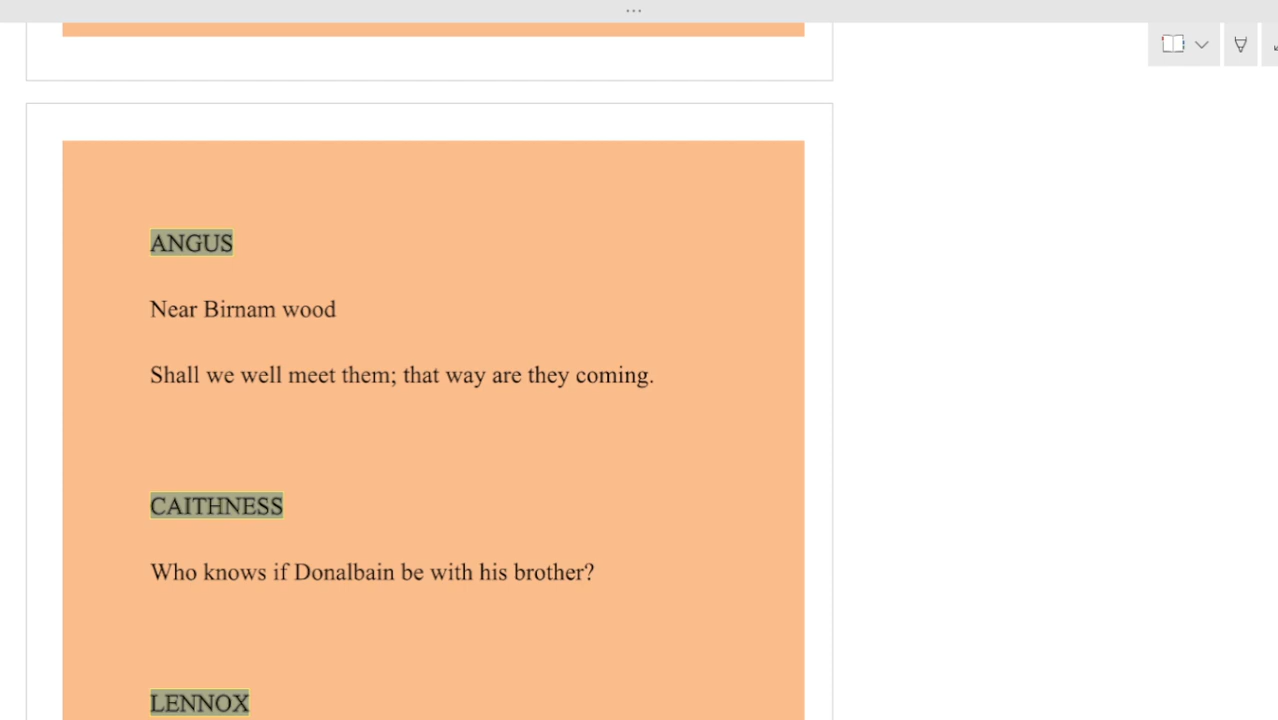 ANGUS
Near Birnam wood
Shall we well meet them; that way are they coming.
CAITHNESS
Who knows if Donalbain be with his brother?
LENNOX